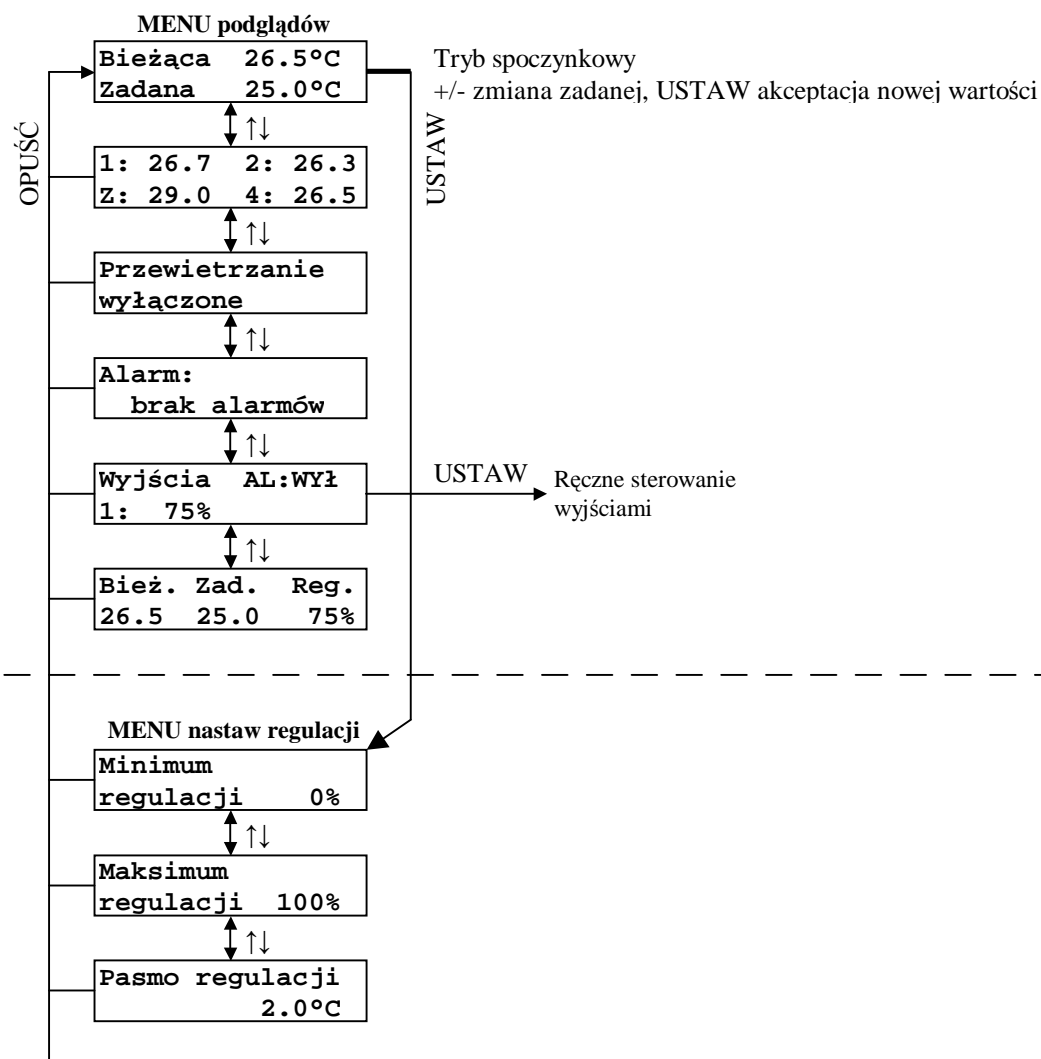 MENU podglądów
Bieżąca 26.5°C
Zadana 25.0°C
Tryb spoczynkowy
+/- zmiana zadanej, USTAW akceptacja nowej wartości
OPUŚĆ
USTAW
↑↓
1: 26.7 2: 26.3
Z: 29.0 4: 26.5
↑↓
Przewietrzanie
wyłączone
↑↓
Alarm:
brak alarmów
↑↓
Wyjścia AL:WYŁ
1: 75%
USTAW
Ręczne sterowanie
wyjściami
↑↓
Bież. Zad. Reg.
26.5 25.0 75%
MENU nastaw regulacji
Minimum
regulacji 0%
↑↓
Maksimum
regulacji 100%
↑↓
Pasmo regulacji
2.0°C